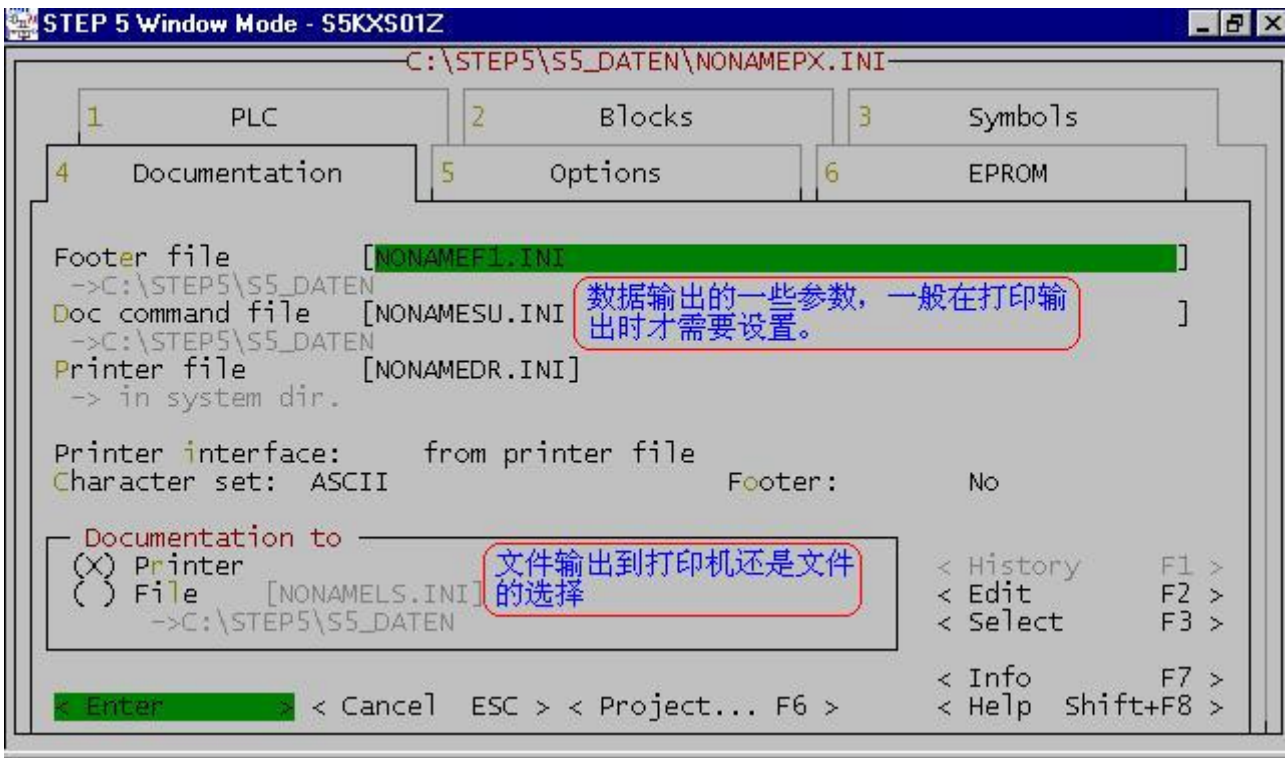 STEP 5 Window Mode - S5KXS01Z
C:\STEP5\S5_DATEN\NONAMEPX.INI
1 PLC 2 Blocks 3 Symbols
4 Documentation 5 Options 6 EPROM
Footer file [NONAMEF1.INI ]
->C:\STEP5\S5_DATEN
数据输出的一些参数，一般在打印输
出时才需要设置。
Doc command file [NONAMESU.INI ]
->C:\STEP5\S5_DATEN
Printer file [NONAMEDR.INI]
-> in system dir.
Printer interface: from printer file
Character set: ASCII Footer: No
Documentation to
(X) Printer
( ) File [NONAMELS.INI]
->C:\STEP5\S5_DATEN
文件输出到打印机还是文件
的选择
< History F1 >
< Edit F2 >
< Select F3 >
< Info F7 >
< Enter > < Cancel ESC > < Project... F6 > < Help Shift+F8 >